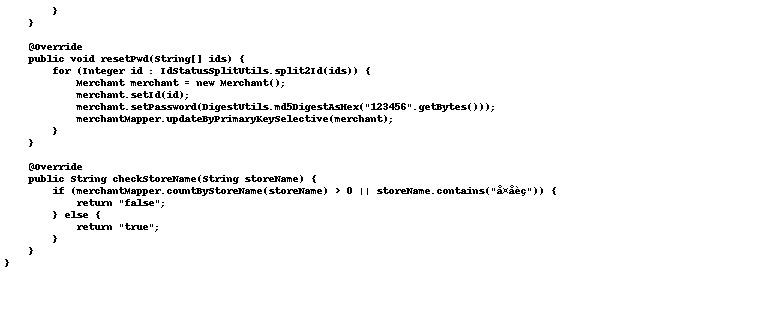 }
    }

    @Override
    public void resetPwd(String[] ids) {
        for (Integer id : IdStatusSplitUtils.split2Id(ids)) {
            Merchant merchant = new Merchant();
            merchant.setId(id);
            merchant.setPassword(DigestUtils.md5DigestAsHex("123456".getBytes()));
            merchantMapper.updateByPrimaryKeySelective(merchant);
        }
    }

    @Override
    public String checkStoreName(String storeName) {
        if (merchantMapper.countByStoreName(storeName) > 0 || storeName.contains("å×åèç")) {
            return "false";
        } else {
            return "true";
        }
    }
}